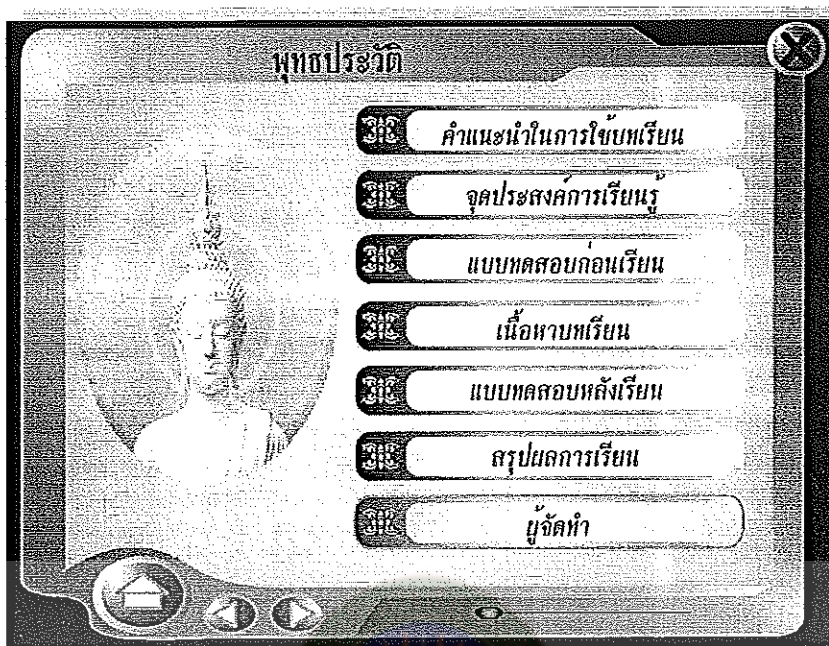 พุทธประวัติ
คำแนะนำในการใช้บทเรียน
จุดประสงค์การเรียนรู้
แบบทดสอบก่อนเรียน
เนื้อหาบทเรียน
แบบทดสอบหลังเรียน
สรุปผลการเรียน
ผู้จัดทำ